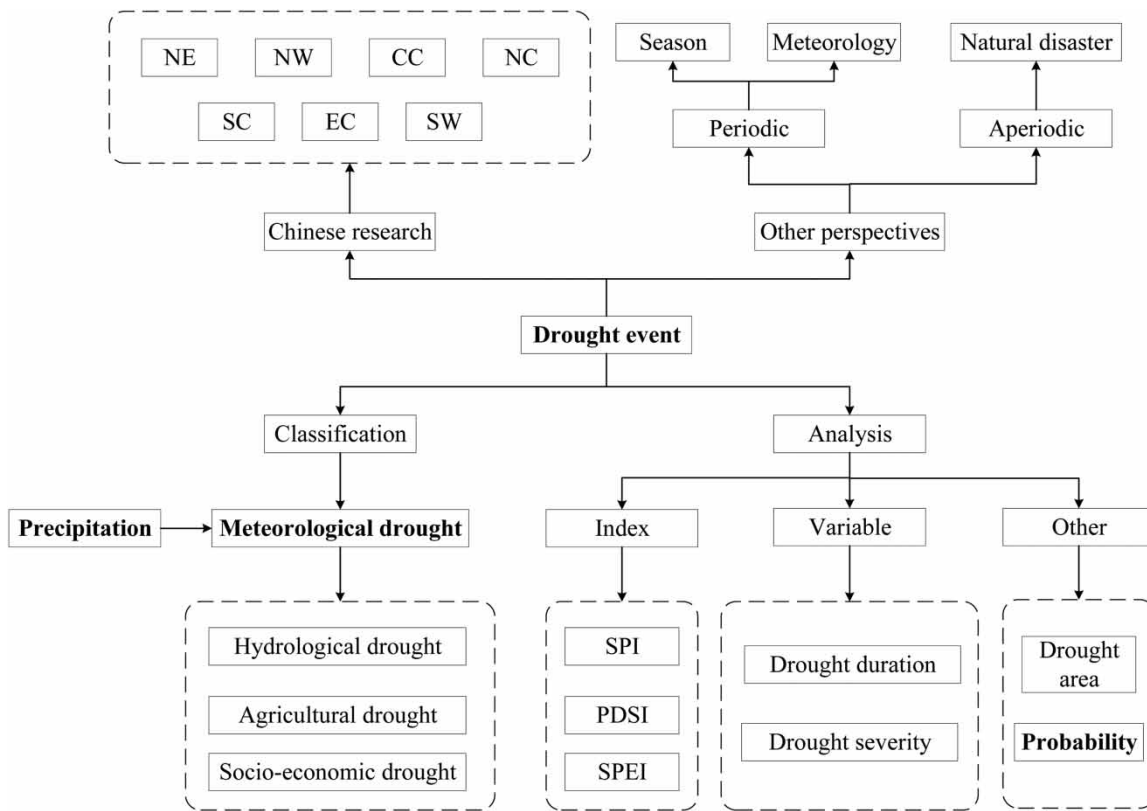 NE
NW
CC
NC
SC
EC
SW
Season
Meteorology
Natural disaster
Periodic
Aperiodic
Chinese research
Other perspectives
Drought event
Classification
Analysis
Precipitation
Meteorological drought
Index
Variable
Other
Hydrological drought
Agricultural drought
Socio-economic drought
SPI
PDSI
SPEI
Drought duration
Drought severity
Drought
area
Probability